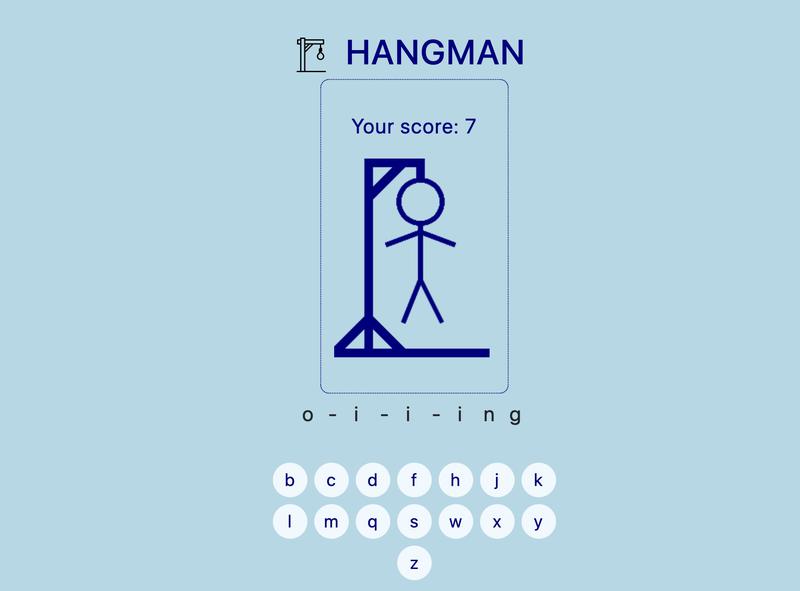 HANGMAN
Your score: 7
o - i - i - i n g
b c d f h j k
l m q s w x y
z